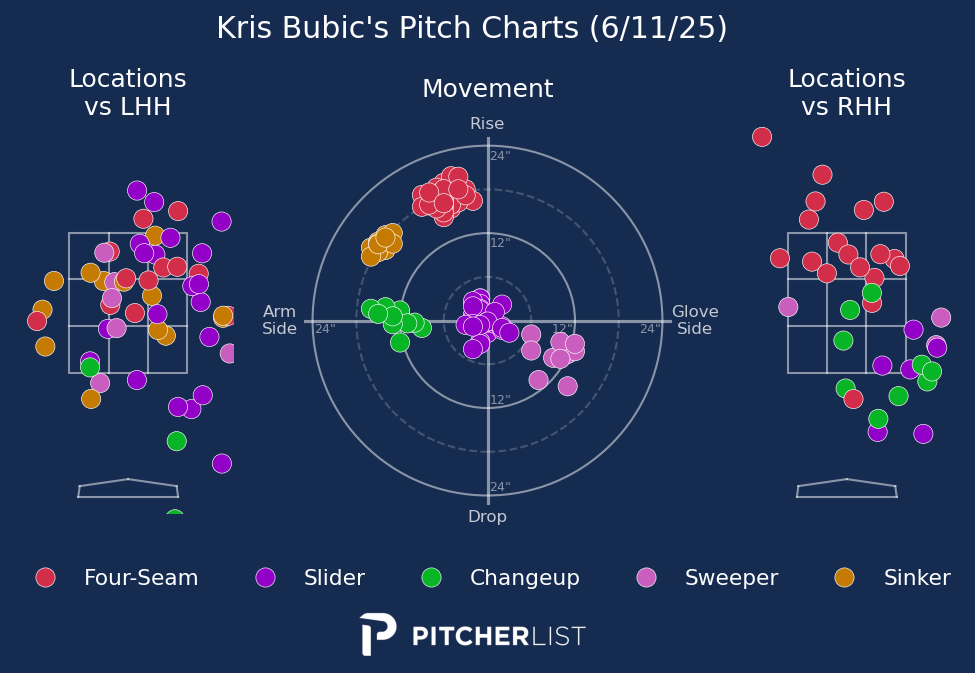 Kris Bubic's Pitch Charts (6/11/25)
Locations
vs LHH
Movement
Locations
vs RHH
Rise
24"
12"
Arm
Side
24"
12"
24"
Glove
Side
12"
24"
Drop
Four-Seam
Slider
Changeup
Sweeper
Sinker
PITCHERLIST